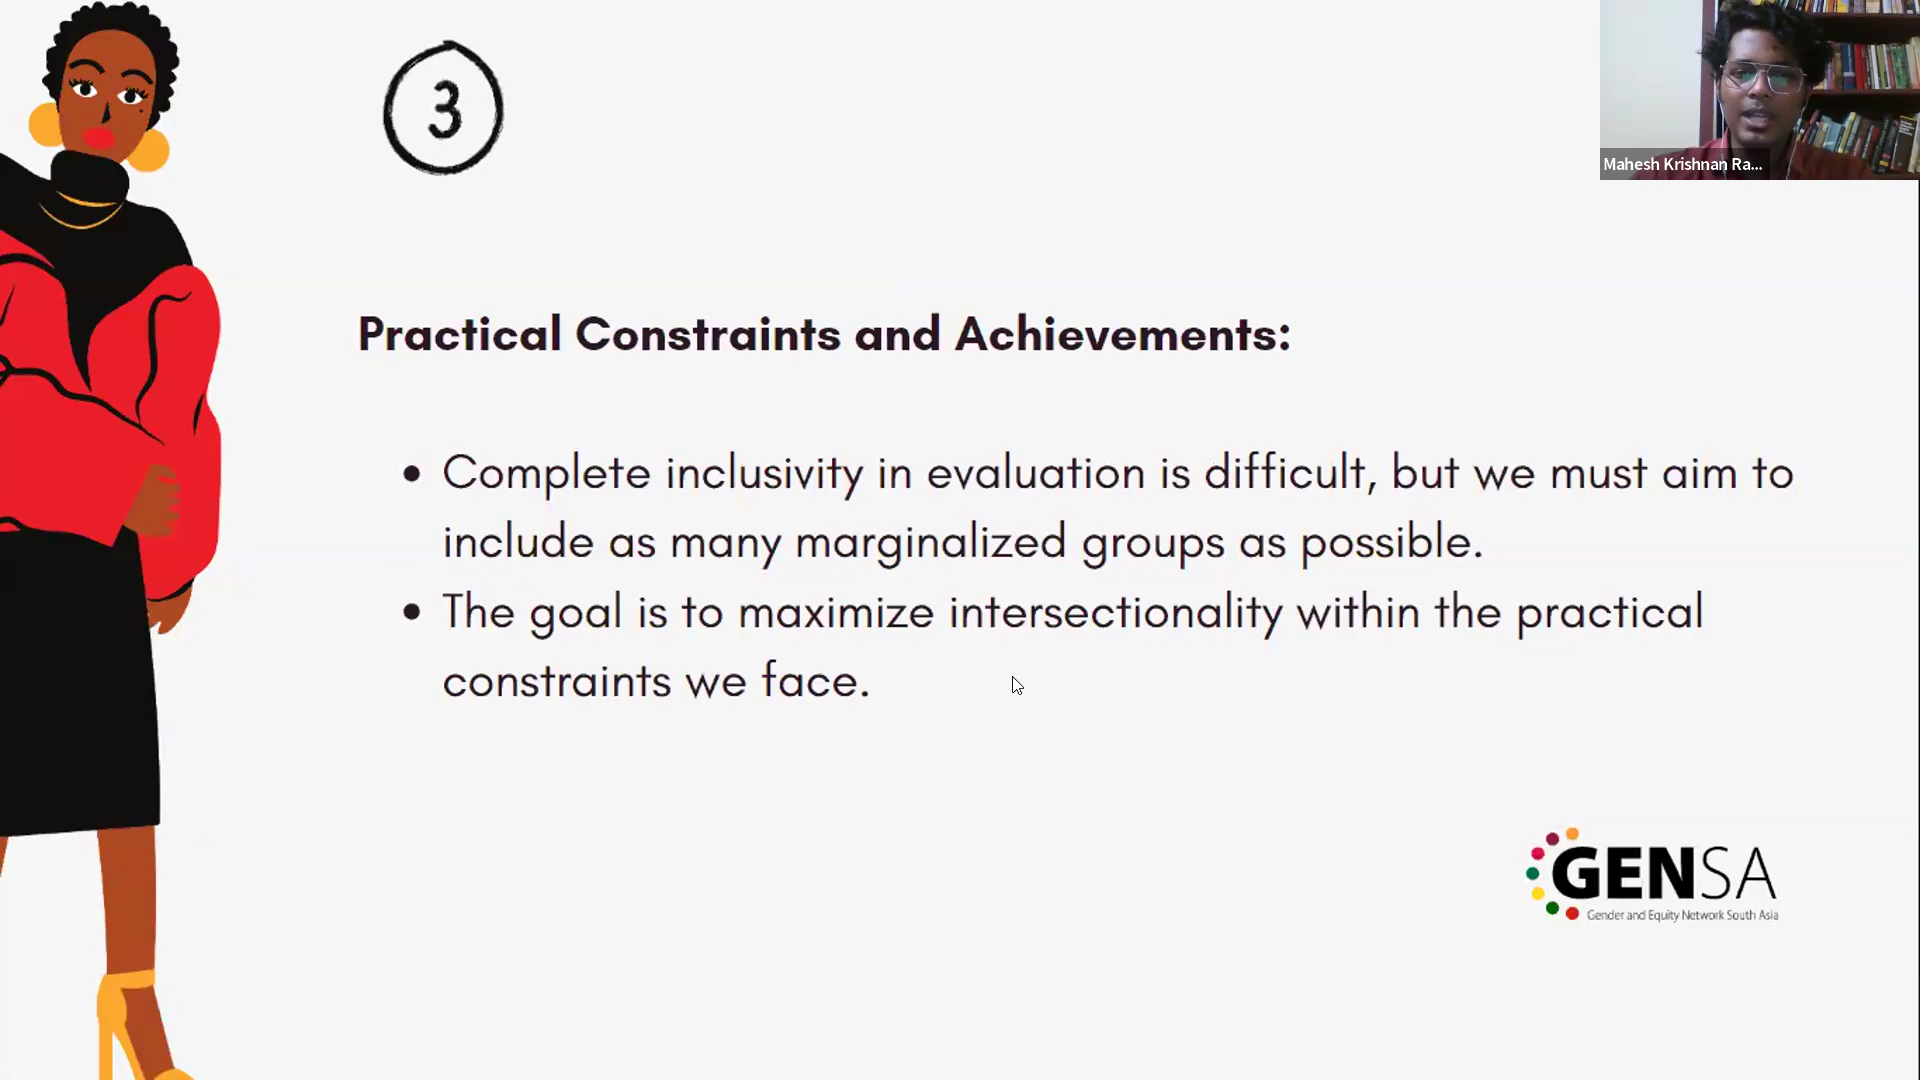 3
Mahesh Krishnan Ra...
Practical Constraints and Achievements:
• Complete inclusivity in evaluation is difficult, but we must aim to
include as many marginalized groups as possible.
• The goal is to maximize intersectionality within the practical
constraints we face.
GENSA
Gender and Equity Network South Asia